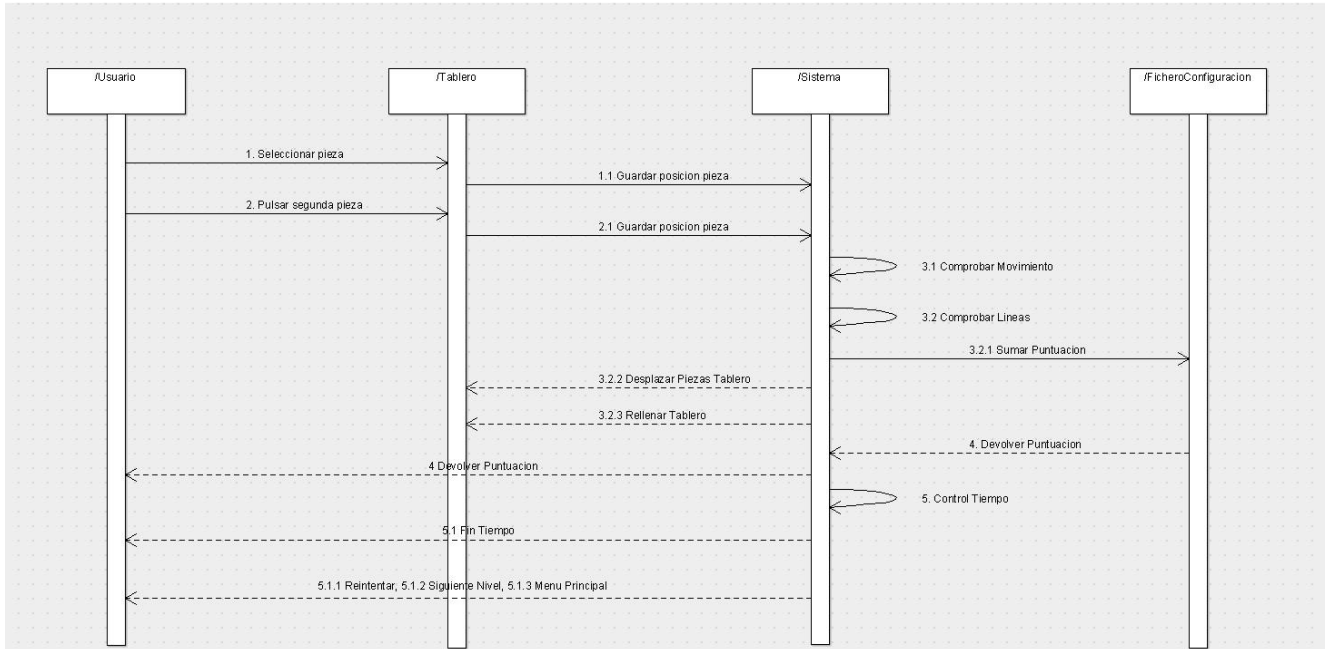 /Usuario
/Tablero
/Sistema
/FicheroConfiguracion
1. Seleccionar pieza
1.1 Guardar posicion pieza
2. Pulsar segunda pieza
2.1 Guardar posicion pieza
3.1 Comprobar Movimiento
3.2 Comprobar Lineas
3.2.1 Sumar Puntuacion
3.2.2 Desplazar Piezas Tablero
3.2.3 Rellenar Tablero
4. Devolver Puntuacion
4 Devolver Puntuacion
5. Control Tiempo
5.1 Fin Tiempo
5.1.1 Reintentar, 5.1.2 Siguiente Nivel, 5.1.3 Menu Principal